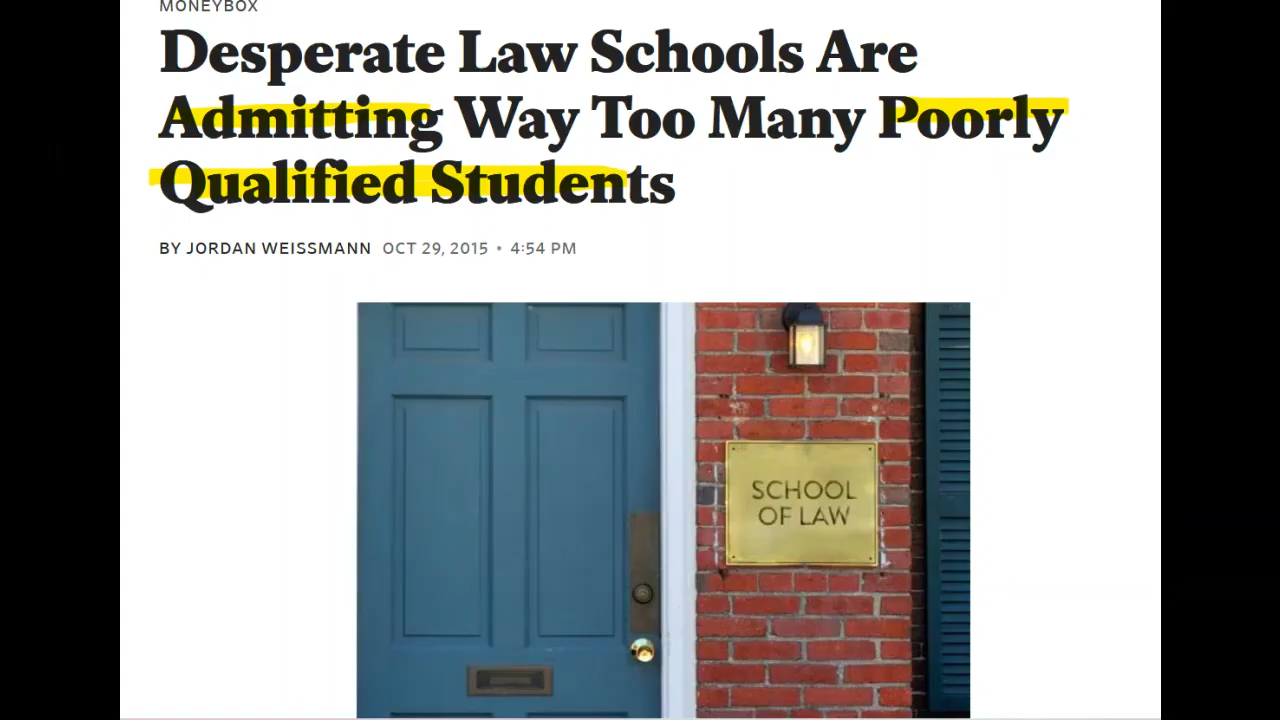 MONEYBOX
Desperate Law Schools Are
Admitting Way Too Many Poorly
Qualified Students
BY JORDAN WEISSMANN OCT 29, 2015 • 4:54 PM
SCHOOL
OF LAW